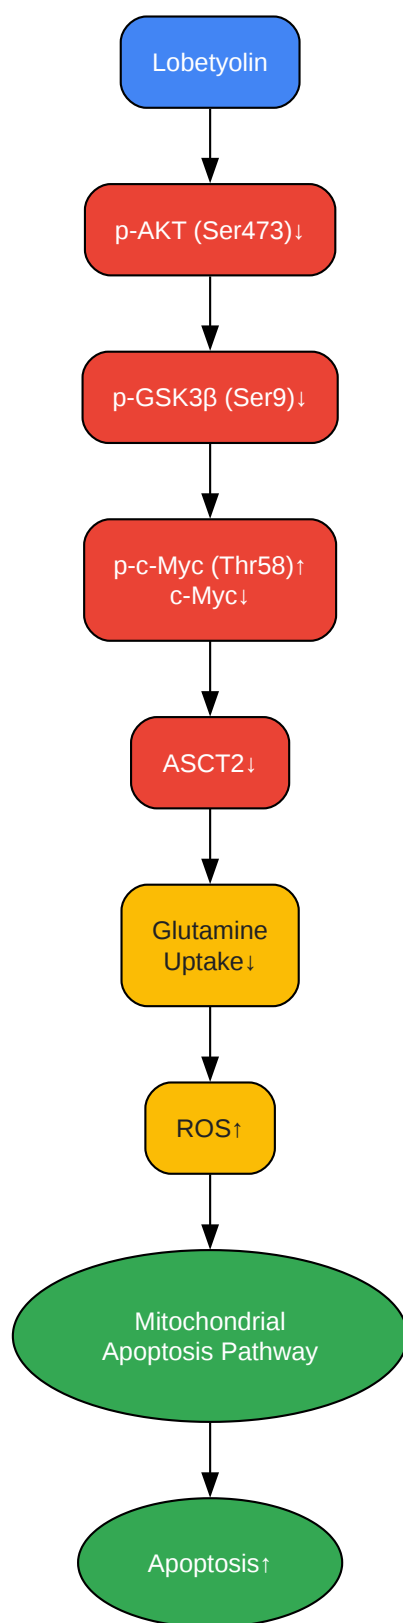 Lobetyolin
p-AKT (Ser473)↓
p-GSK3β (Ser9)↓
p-c-Myc (Thr58)↑
c-Myc↓
ASCT2↓
Glutamine
Uptake↓
ROS↑
Mitochondrial
Apoptosis Pathway
Apoptosis↑